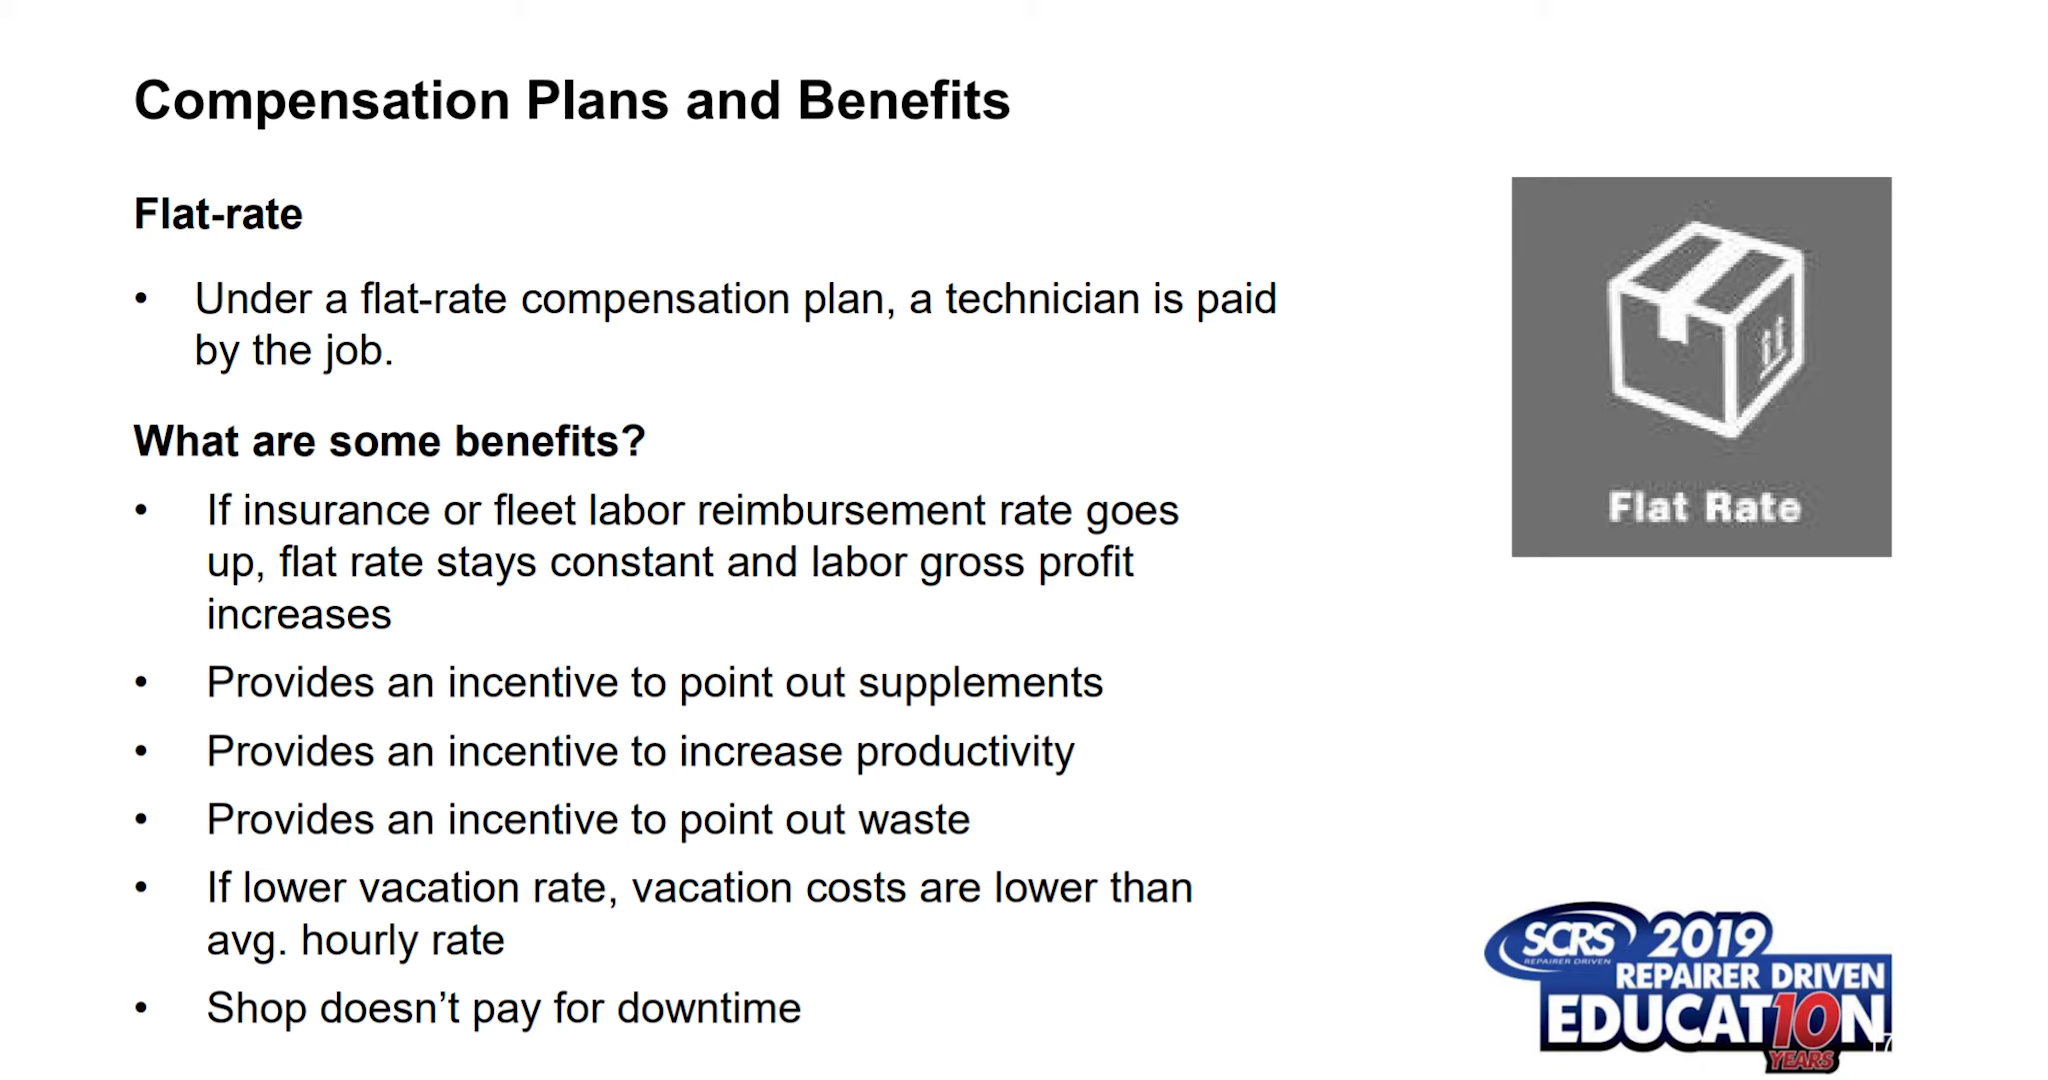 Compensation Plans and Benefits
Flat-rate
• Under a flat-rate compensation plan, a technician is paid
by the job.
What are some benefits?
• If insurance or fleet labor reimbursement rate goes
up, flat rate stays constant and labor gross profit
increases
• Provides an incentive to point out supplements
• Provides an incentive to increase productivity
• Provides an incentive to point out waste
• If lower vacation rate, vacation costs are lower than
avg. hourly rate
• Shop doesn’t pay for downtime
Flat Rate
SCRS 2019
REPAIRER DRIVEN
REPAIRER DRIVEN
EDUCAT10N
YEARS